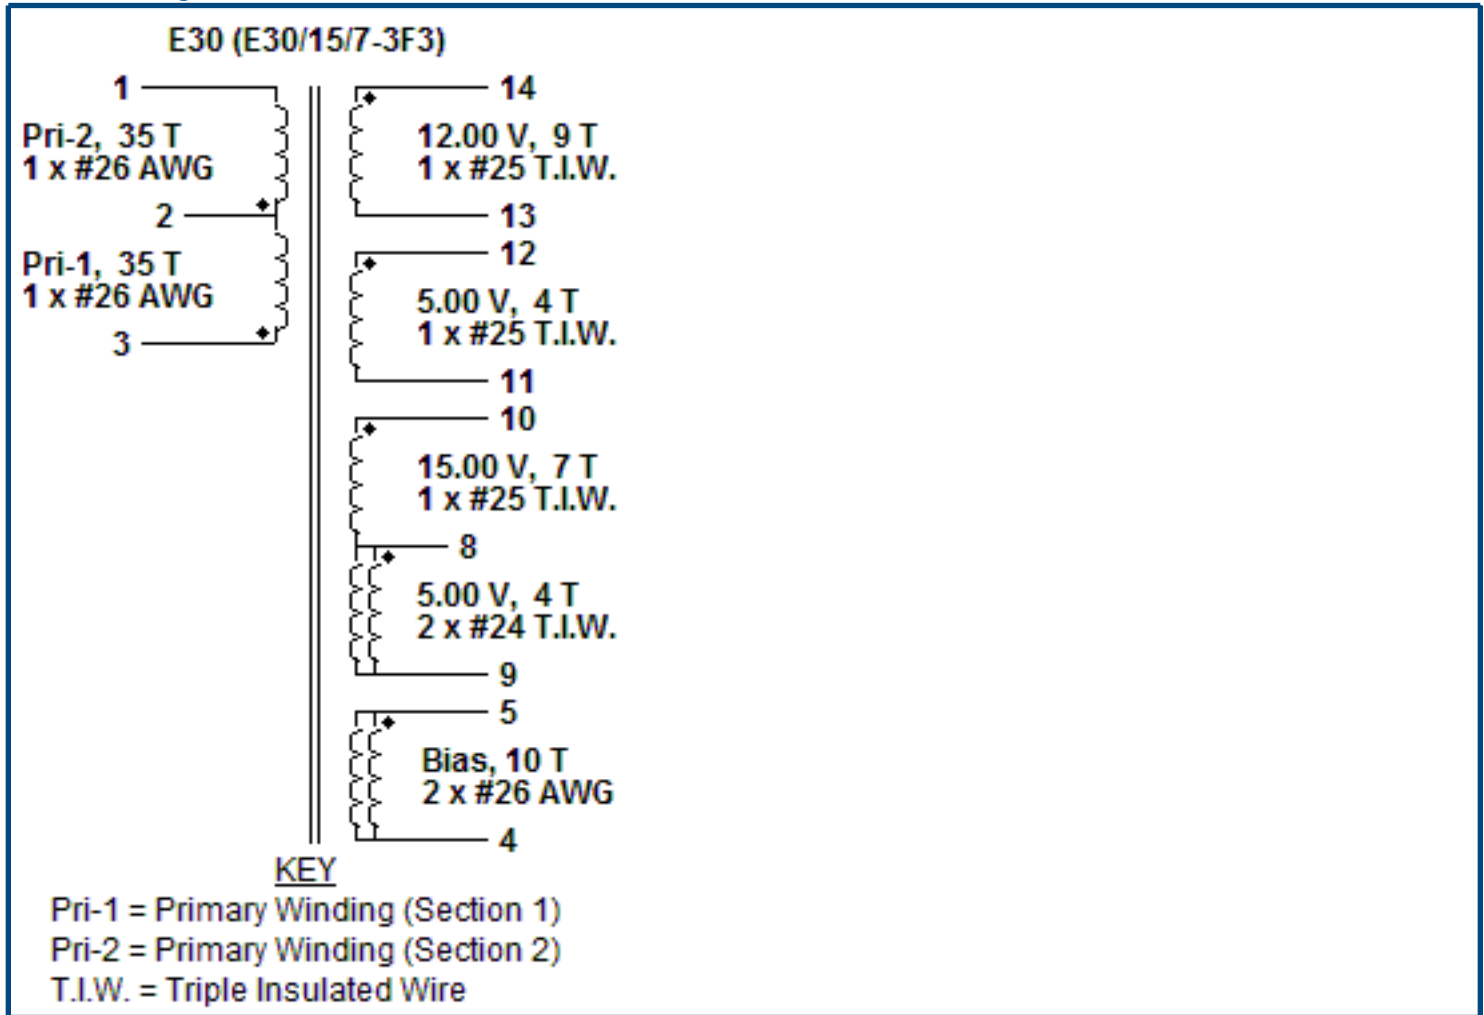 E30 (E30/15/7-3F3)
1
Pri-2, 35 T
1 x #26 AWG
2
Pri-1, 35 T
1 x #26 AWG
3
14
12.00 V, 9 T
1 x #25 T.I.W.
13
12
5.00 V, 4 T
1 x #25 T.I.W.
11
10
15.00 V, 7 T
1 x #25 T.I.W.
8
5.00 V, 4 T
2 x #24 T.I.W.
9
5
Bias, 10 T
2 x #26 AWG
4
KEY
Pri-1 = Primary Winding (Section 1)
Pri-2 = Primary Winding (Section 2)
T.I.W. = Triple Insulated Wire